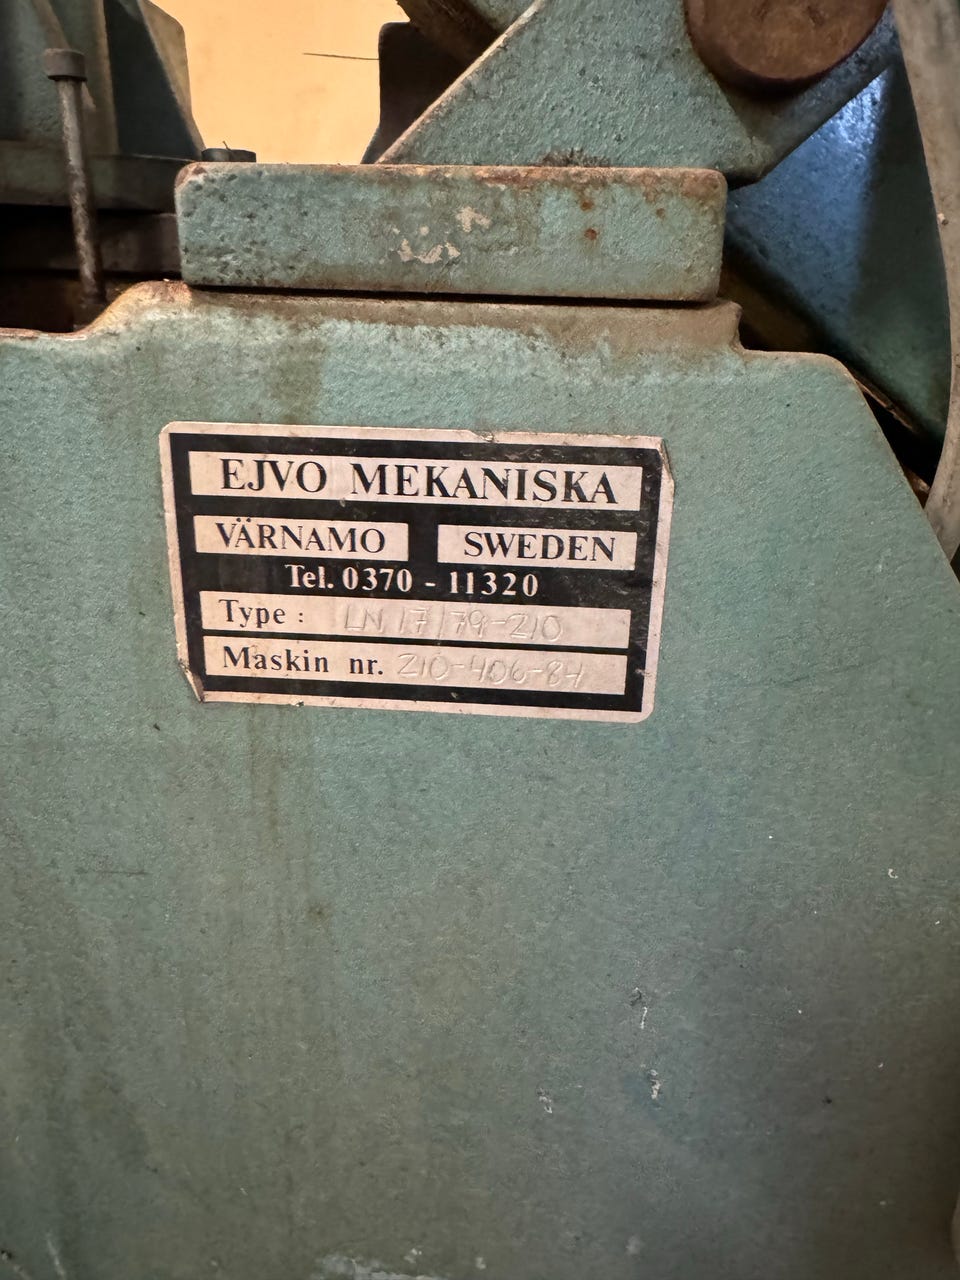 EJVO MEKANISKA
VÄRNAMO SWEDEN
Tel. 0370 - 11320
Type : LN 17/79-210
Maskin nr. 210-406-84